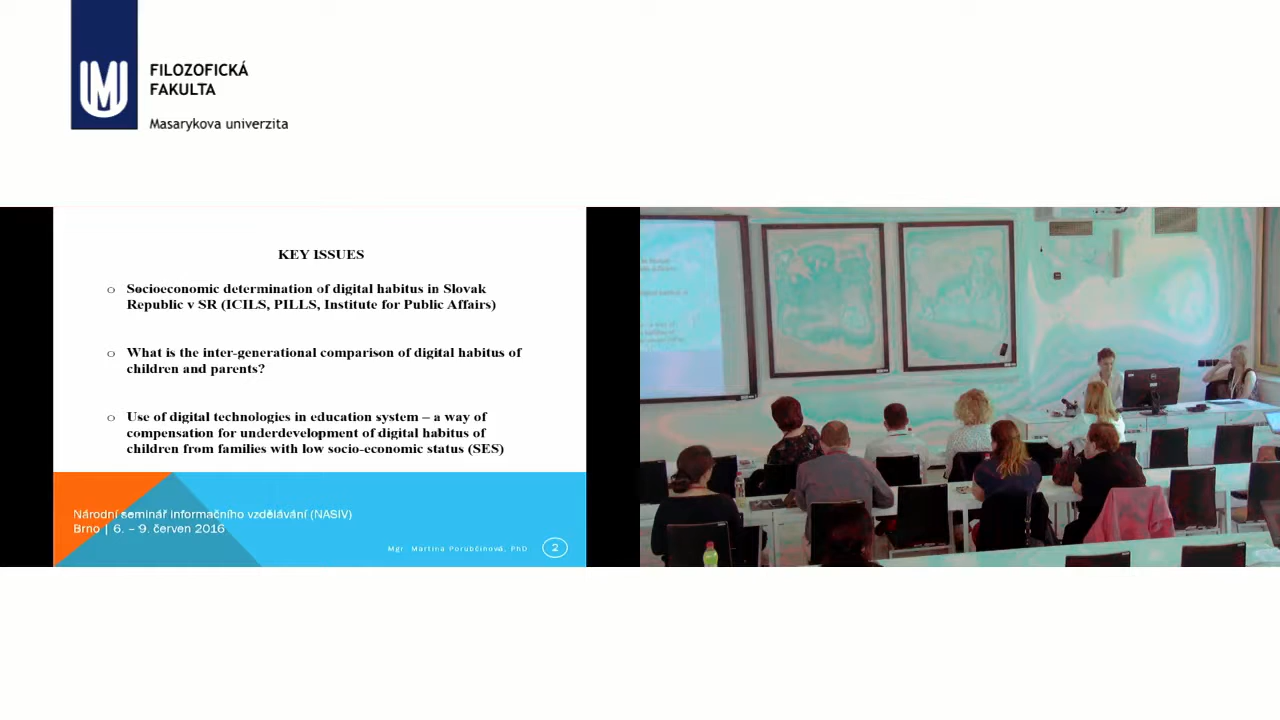 FILOZOFICKÁ
FAKULTA
Masarykova univerzita
KEY ISSUES
o Socioeconomic determination of digital habitus in Slovak
Republic v SR (ICILS, PILLS, Institute for Public Affairs)
o What is the inter-generational comparison of digital habitus of
children and parents?
o Use of digital technologies in education system – a way of
compensation for underdevelopment of digital habitus of
children from families with low socio-economic status (SES)
Národní seminář informačního vzdělávání (NASIV)
Brno | 6. – 9. červen 2016
Mgr. Martina Porubčinová, PhD
2